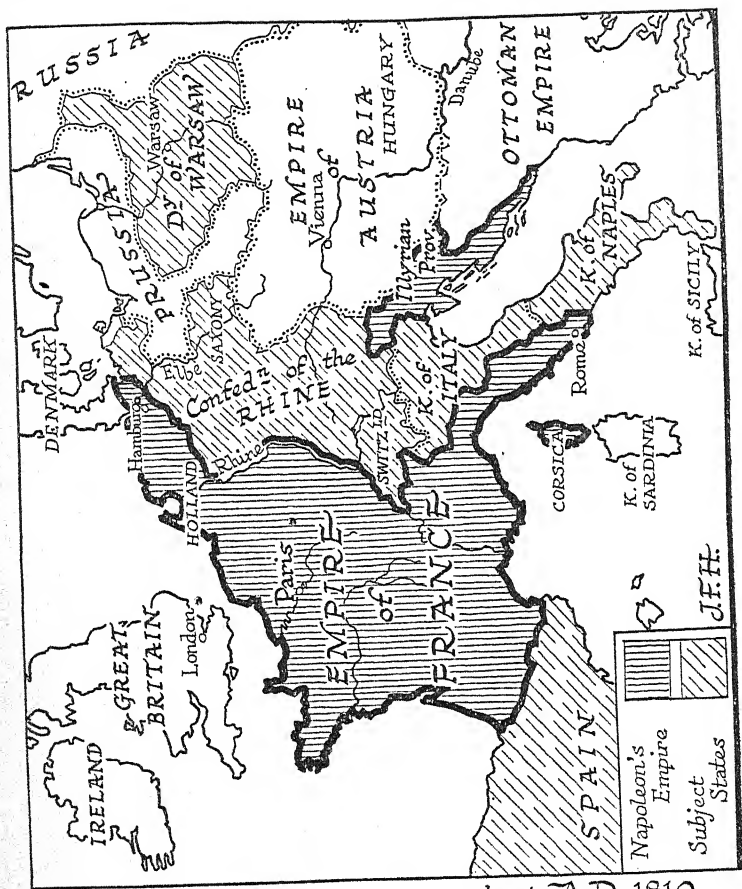 RUSSIA
DENMARK
PRUSSIA
Warsaw
Dy of
WARSAW
IRELAND
GREAT
BRITAIN
London
Hamburg
HOLLAND
Elbe
SAXONY
Confedn of the
RHINE
Rhine
EMPIRE
of
AUSTRIA
Vienna
HUNGARY
Danube
OTTOMAN
EMPIRE
Paris
EMPIRE
of
FRANCE
SWITZLD
K. of
ITALY
Illyrian
Prov.
K. of
NAPLES
Rome
CORSICA
K. of
SARDINIA
K. of SICILY
SPAIN
Napoleon's
Empire
Subject
States
J.F.H.
A.D. 1810